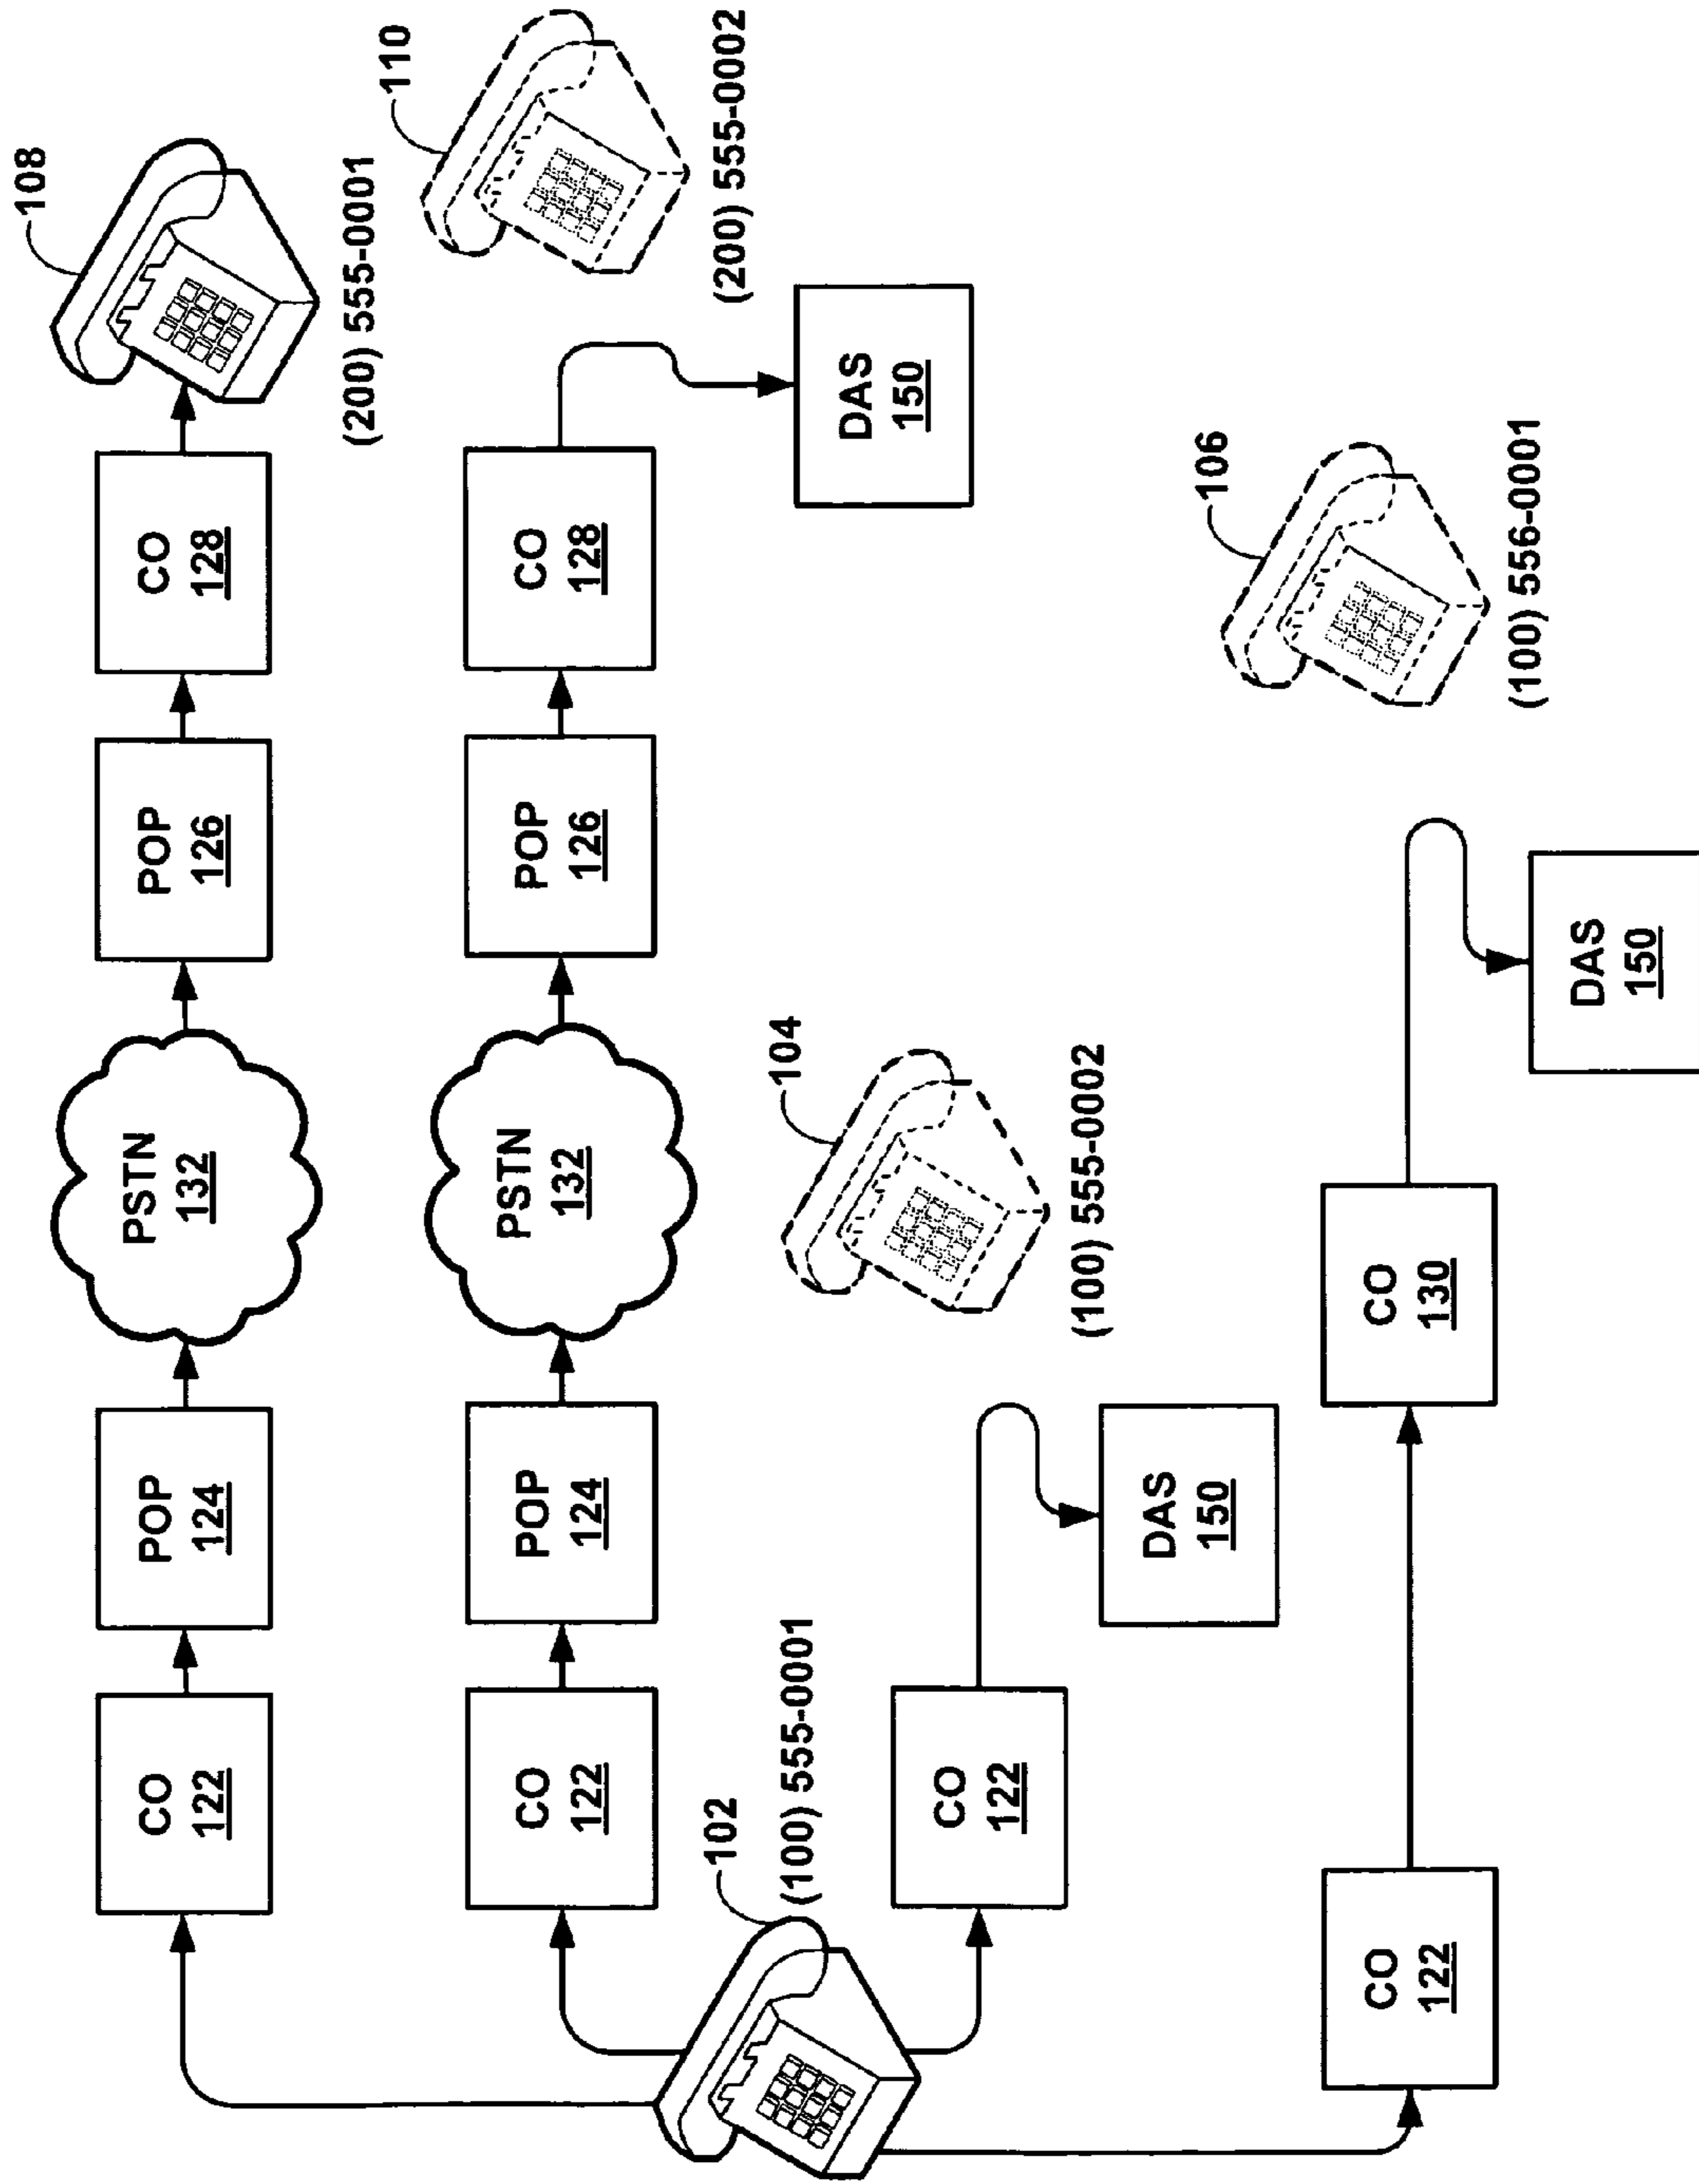 108
CO
122
POP
124
PSTN
132
POP
126
CO
128
(200) 555-0001
110
CO
122
POP
124
PSTN
132
POP
126
CO
128
(200) 555-0002
102
(100) 555-0001
104
DAS
150
CO
122
(100) 555-0002
DAS
150
106
CO
122
CO
130
(100) 556-0001
DAS
150